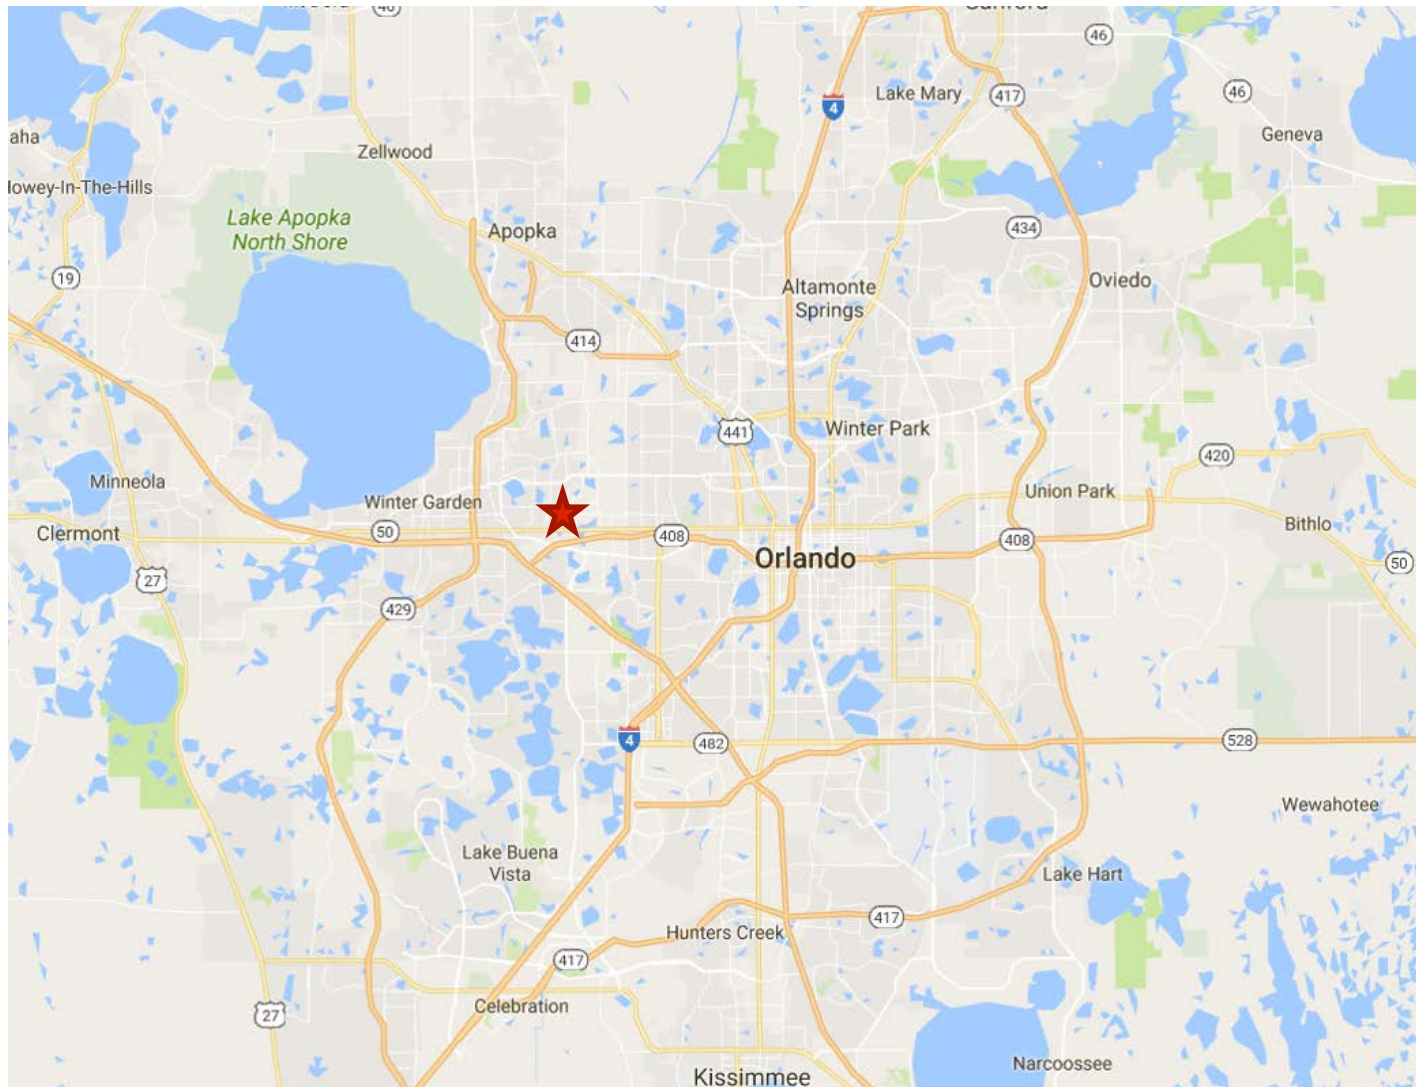 46
Sanford
46
Lake Mary
4
417
46
Geneva
aha
Zellwood
Howey-In-The-Hills
Lake Apopka
North Shore
Apopka
434
19
Altamonte
Springs
Oviedo
414
441
Winter Park
420
Minneola
Winter Garden
Union Park
Clermont
50
408
Orlando
408
Bithlo
50
27
429
4
482
528
Wewahotee
Lake Buena
Vista
Lake Hart
417
Hunters Creek
417
Celebration
27
Narcoossee
Kissimmee